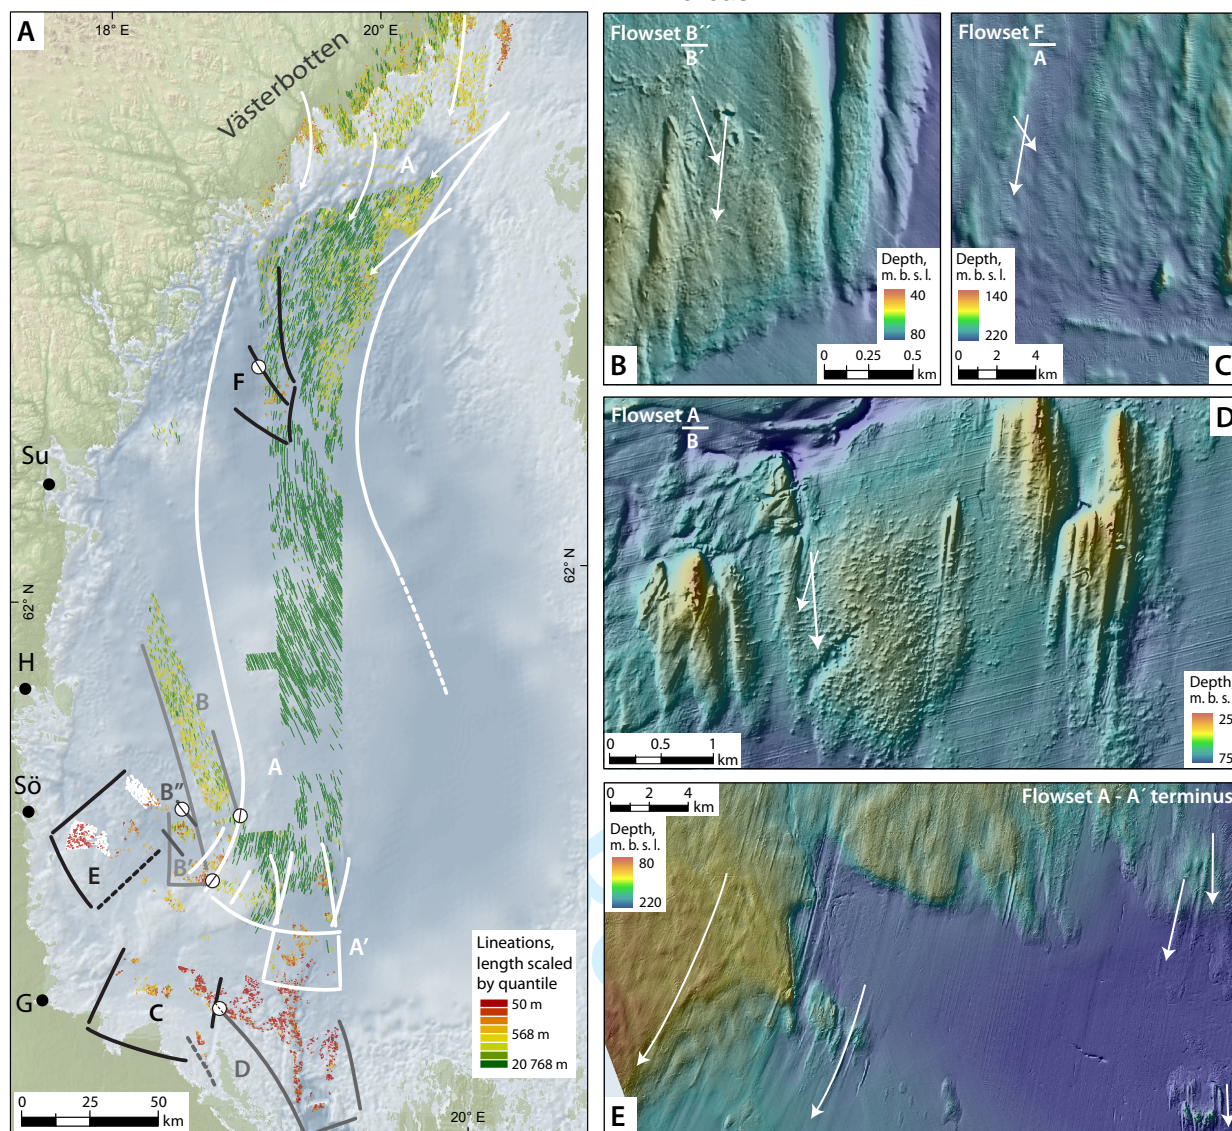 A
18° E
20° E
Västerbotten
A
F
Su
62° N
62° N
H
B
Sö
A
B″
B′
E
A′
G
C
D
Lineations,
length scaled
by quantile
50 m
568 m
20 768 m
0 25 50
km
20° E
Flowset B″
B′
Depth,
m. b. s. l.
40
80
0 0.25 0.5
km
B
Flowset F
A
Depth,
m. b. s. l.
140
220
0 2 4
km
C
Flowset A
B
D
Depth
m. b. s.
25
75
0 0.5 1
km
0 2 4
km
Flowset A - A′ terminus
Depth,
m. b. s. l.
80
220
E